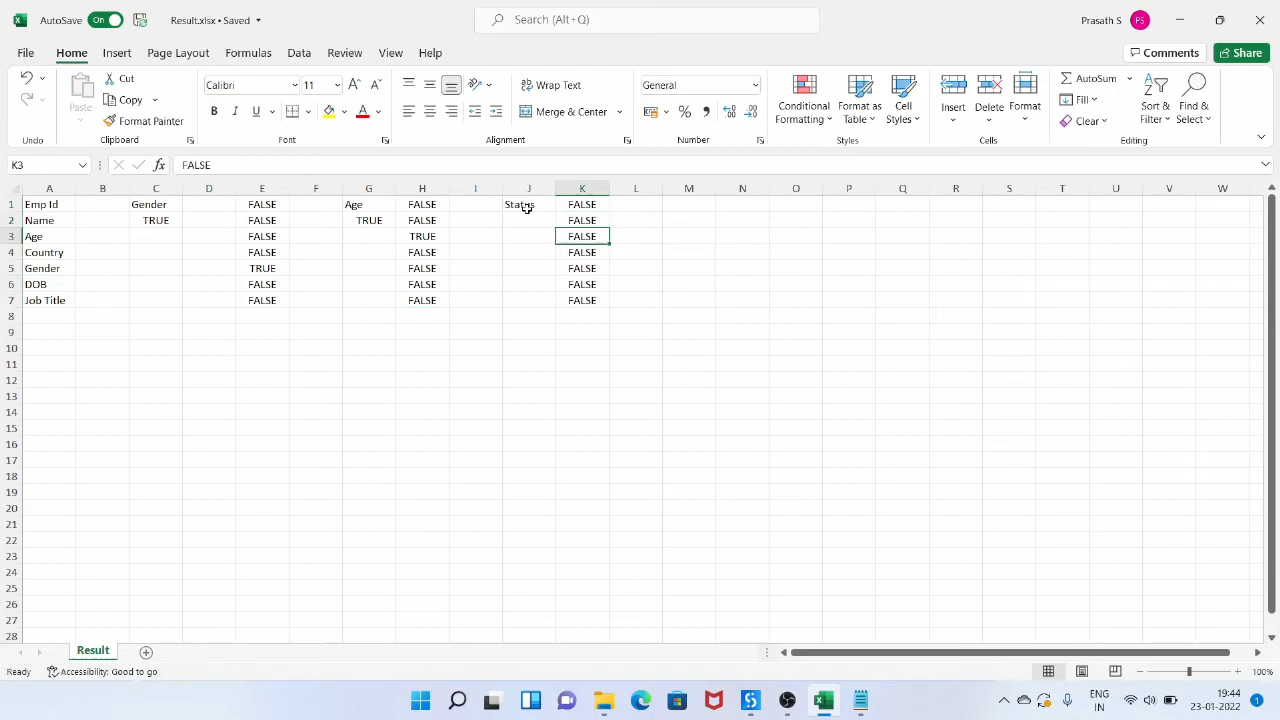 AutoSave On Result.xlsx • Saved Search (Alt+Q) Prasath S PS
File Home Insert Page Layout Formulas Data Review View Help Comments Share
Paste Cut Copy Format Painter
Calibri 11
B I U
Wrap Text
Merge & Center
General
Conditional Formatting Format as Table Cell Styles
Insert Delete Format
AutoSum Fill Clear
Sort & Filter Find & Select
Undo Clipboard Font Alignment Number Styles Cells Editing
K3 fx FALSE
A B C D E F G H I J K L M N O P Q R S T U V W
1 Emp Id Gender FALSE Age FALSE Status FALSE
2 Name TRUE FALSE TRUE FALSE FALSE
3 Age FALSE TRUE FALSE
4 Country FALSE FALSE FALSE
5 Gender TRUE FALSE FALSE
6 DOB FALSE FALSE FALSE
7 Job Title FALSE FALSE FALSE
8
9
10
11
12
13
14
15
16
17
18
19
20
21
22
23
24
25
26
27
28
Result
Ready Accessibility: Good to go 100%
ENG 19:44
IN 23-01-2022 1